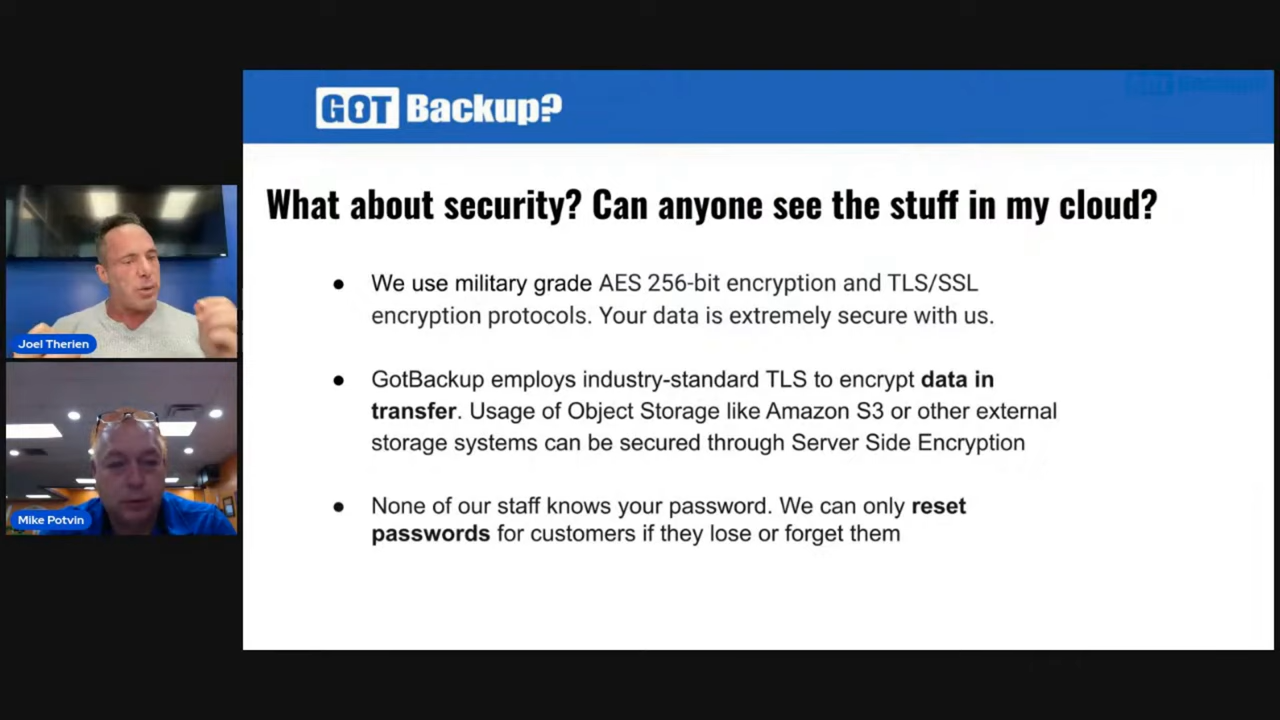 GOT Backup?
GOT Backup
What about security? Can anyone see the stuff in my cloud?
● We use military grade AES 256-bit encryption and TLS/SSL
encryption protocols. Your data is extremely secure with us.
● GotBackup employs industry-standard TLS to encrypt data in
transfer. Usage of Object Storage like Amazon S3 or other external
storage systems can be secured through Server Side Encryption
● None of our staff knows your password. We can only reset
passwords for customers if they lose or forget them
Joel Therien
Mike Potvin